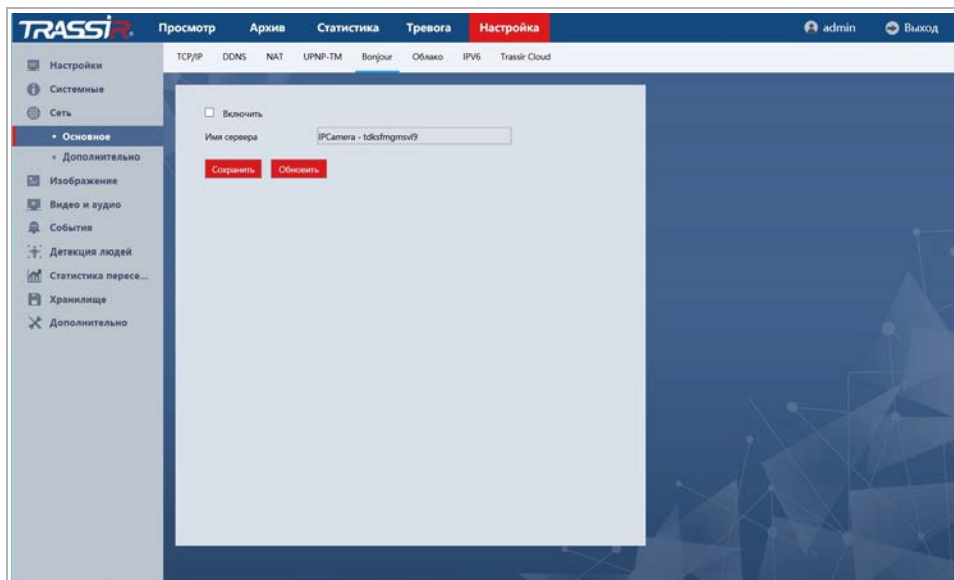 TRASSIR
Просмотр Архив Статистика Тревога Настройка admin Выход
TCP/IP DDNS NAT UPNP-TM Bonjour Облако IPV6 Trassir Cloud
Настройки
Системные
Сеть
Основное
Дополнительно
Изображение
Видео и аудио
События
Детекция людей
Статистика пересе...
Хранилище
Дополнительно
Включить
Имя сервера IPCamera - tdksfmgmsvl9
Сохранить Обновить